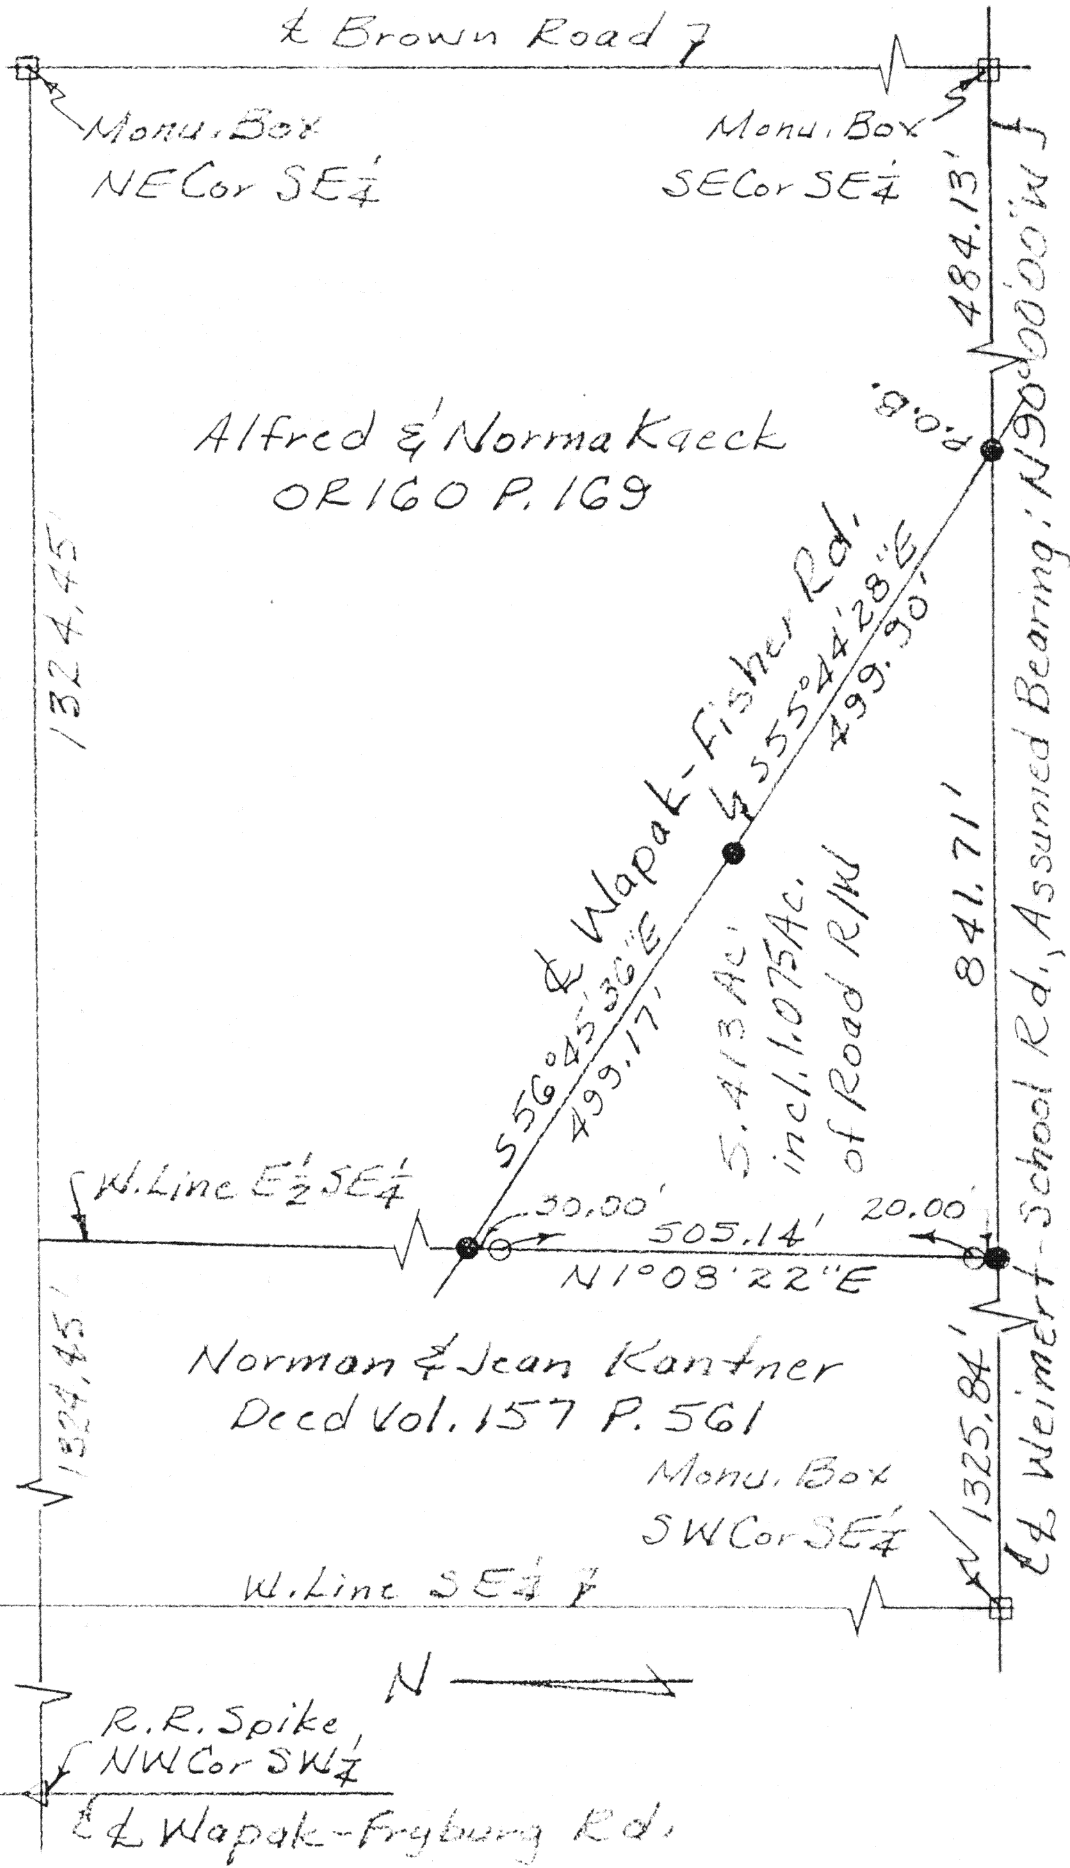 ℄ Brown Road
Monu. Box
NE Cor SE¼
Monu. Box
SE Cor SE¼
484.13'
P.O.B.
Alfred & Norma Kaeck
OR 160 P. 169
1324.45'
℄ Wapak-Fisher Rd.
S55°44'28"E
499.90'
S56°45'36"E
499.17'
5.413 Ac.
incl. 1.075 Ac.
of Road R/W
841.71'
℄ Weimert-School Rd., Assumed Bearing: N90°00'00"W
W. Line E½ SE¼
30.00'
505.14'
20.00'
N1°08'22"E
1324.45'
Norman & Jean Kantner
Deed Vol. 157 P. 561
1325.84'
Monu. Box
SW Cor SE¼
W. Line SE¼ 7
N
R.R. Spike
NW Cor SW¼
℄ Wapak-Fryburg Rd.